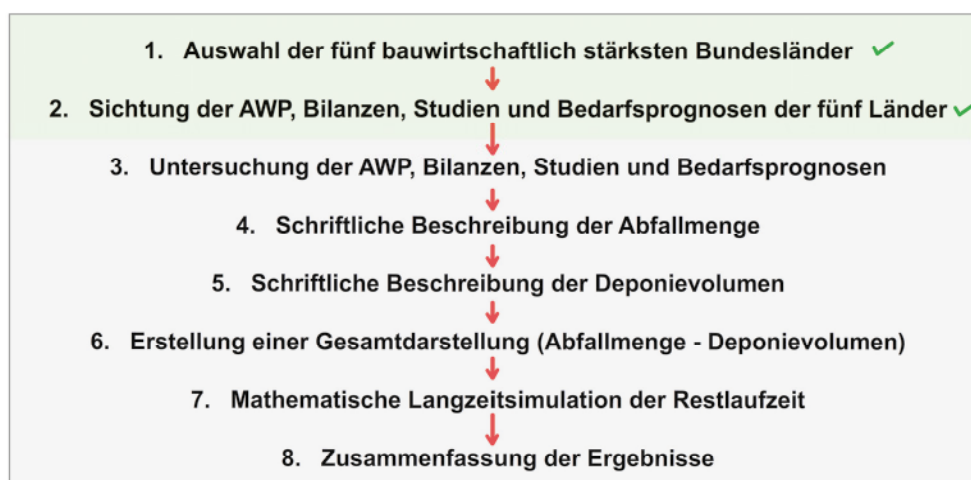 1. Auswahl der fünf bauwirtschaftlich stärksten Bundesländer
2. Sichtung der AWP, Bilanzen, Studien und Bedarfsprognosen der fünf Länder
3. Untersuchung der AWP, Bilanzen, Studien und Bedarfsprognosen
4. Schriftliche Beschreibung der Abfallmenge
5. Schriftliche Beschreibung der Deponievolumen
6. Erstellung einer Gesamtdarstellung (Abfallmenge - Deponievolumen)
7. Mathematische Langzeitsimulation der Restlaufzeit
8. Zusammenfassung der Ergebnisse